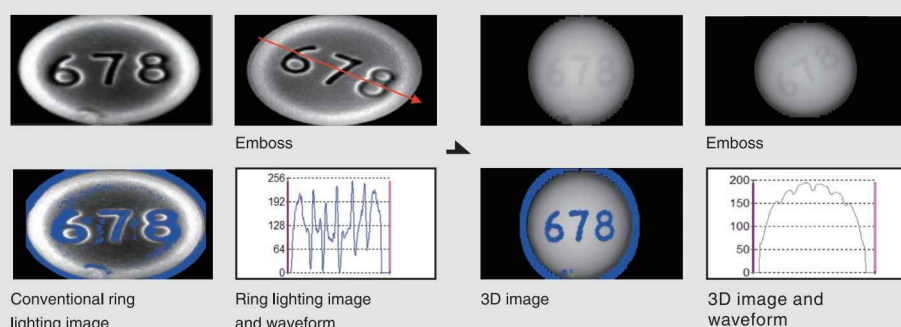 678
678
678
678
Emboss
Emboss
678
256
192
128
64
0
678
200
150
100
50
0
Conventional ring
lighting image
Ring lighting image
and waveform
3D image
3D image and
waveform